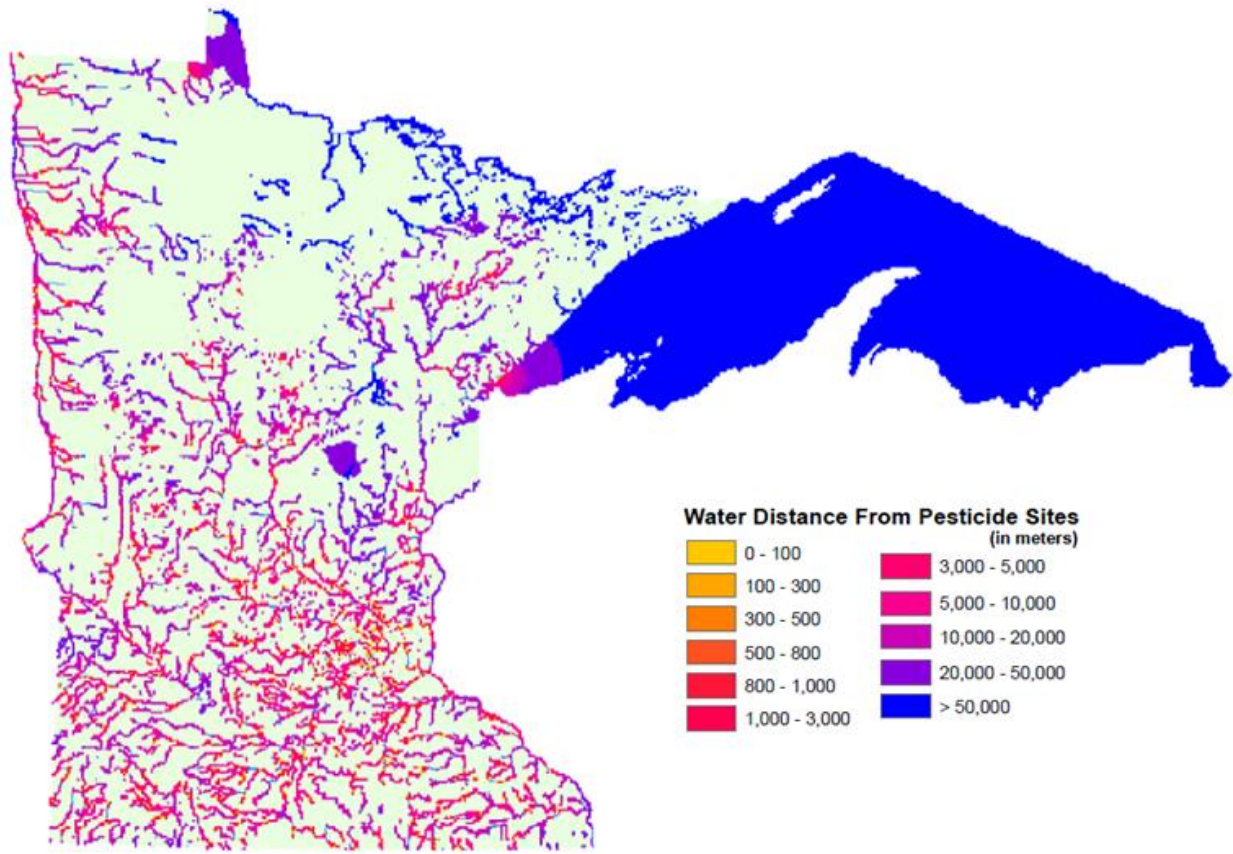 Water Distance From Pesticide Sites
(in meters)
0 - 100
100 - 300
300 - 500
500 - 800
800 - 1,000
1,000 - 3,000
3,000 - 5,000
5,000 - 10,000
10,000 - 20,000
20,000 - 50,000
> 50,000